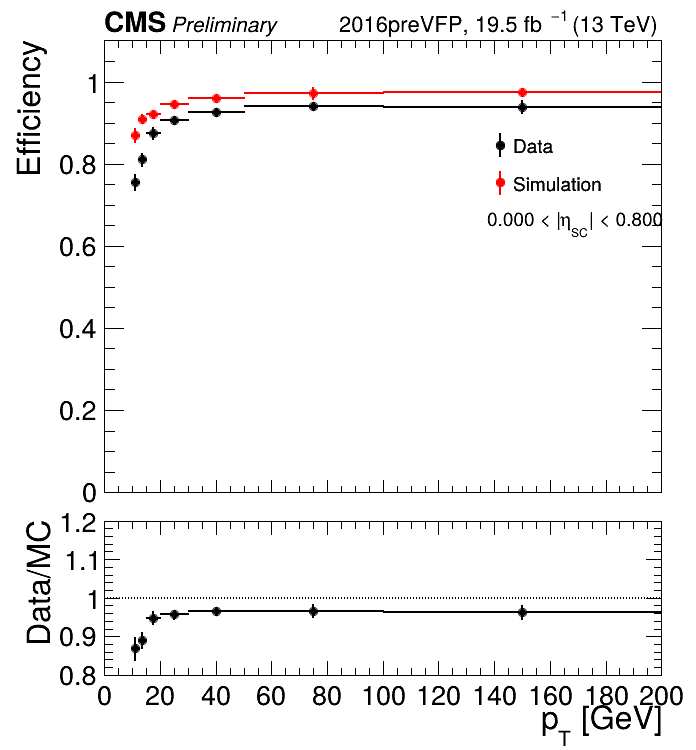 CMS Preliminary 2016preVFP, 19.5 fb⁻¹ (13 TeV)
Efficiency
1
0.8
0.6
0.4
0.2
0
Data
Simulation
0.000 < |η_SC| < 0.800
Data/MC
1.2
1.1
1
0.9
0.8
0 20 40 60 80 100 120 140 160 180 200
p_T [GeV]